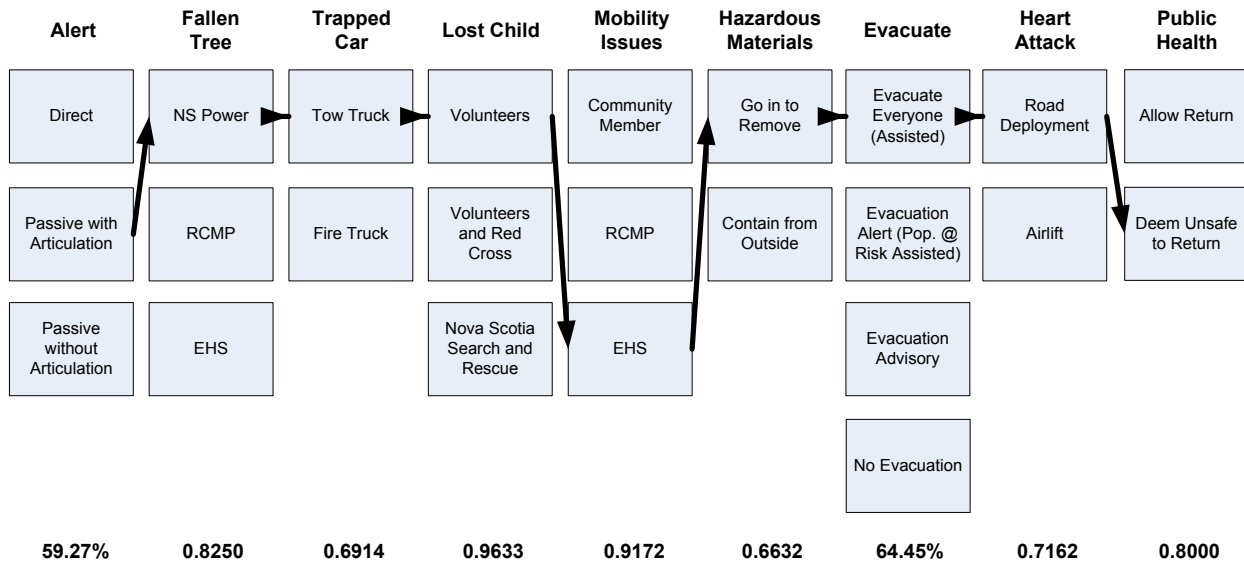 Alert
Fallen
Tree
Trapped
Car
Lost Child
Mobility
Issues
Hazardous
Materials
Evacuate
Heart
Attack
Public
Health
Direct
NS Power
Tow Truck
Volunteers
Community
Member
Go in to
Remove
Evacuate
Everyone
(Assisted)
Road
Deployment
Allow Return
Passive with
Articulation
RCMP
Fire Truck
Volunteers
and Red
Cross
RCMP
Contain from
Outside
Evacuation
Alert (Pop. @
Risk Assisted)
Airlift
Deem Unsafe
to Return
Passive
without
Articulation
EHS
Nova Scotia
Search and
Rescue
EHS
Evacuation
Advisory
No Evacuation
59.27% 0.8250 0.6914 0.9633 0.9172 0.6632 64.45% 0.7162 0.8000